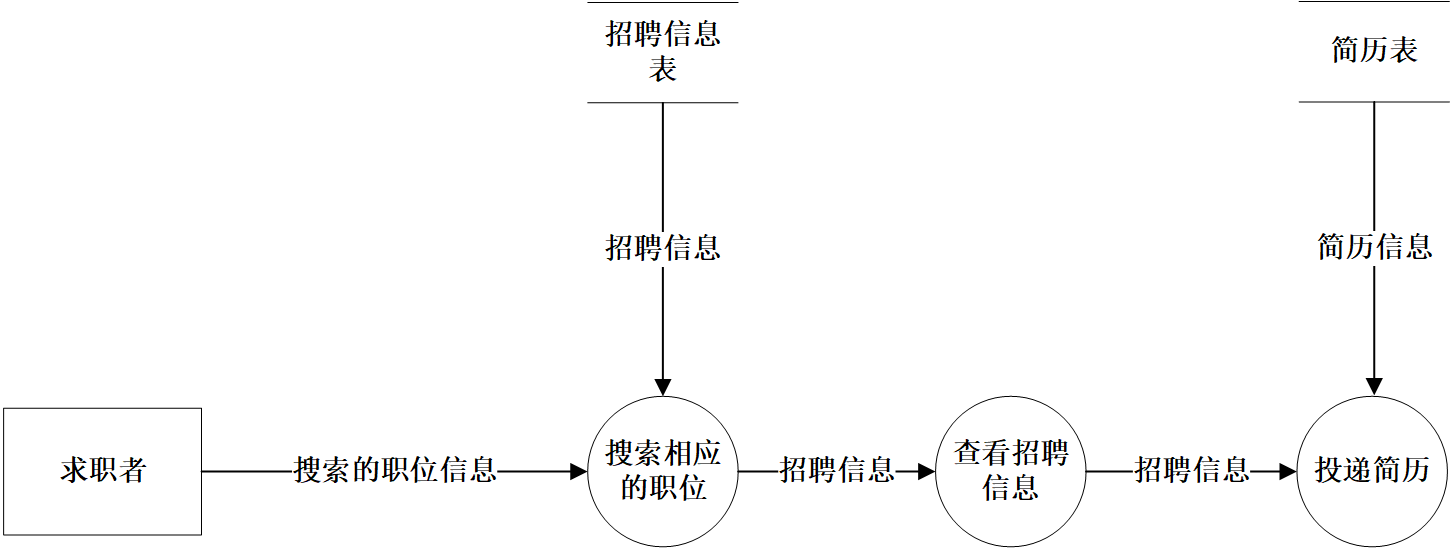 招聘信息
表
简历表
招聘信息
简历信息
求职者
搜索的职位信息
搜索相应
的职位
招聘信息
查看招聘
信息
招聘信息
投递简历